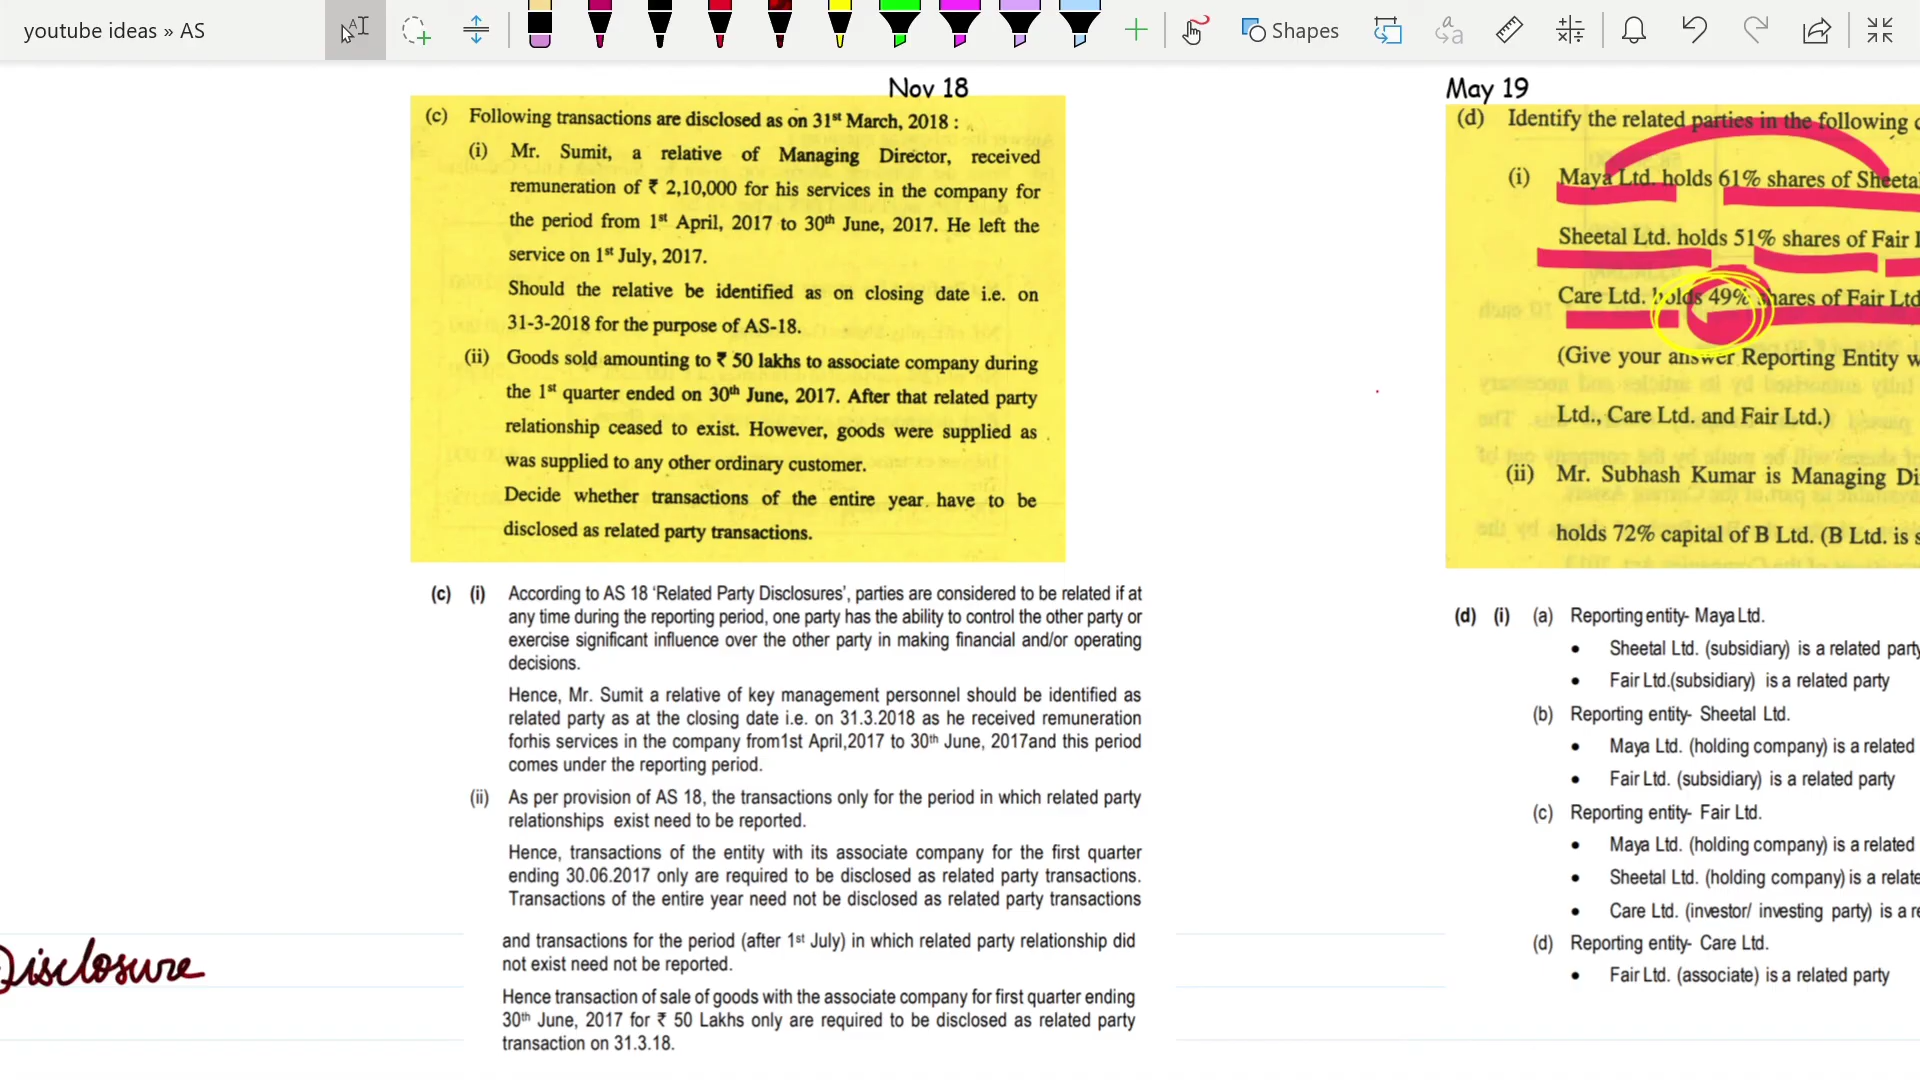 youtube ideas » AS
Shapes
Nov 18
(c) Following transactions are disclosed as on 31st March, 2018 :
(i) Mr. Sumit, a relative of Managing Director, received
remuneration of ₹ 2,10,000 for his services in the company for
the period from 1st April, 2017 to 30th June, 2017. He left the
service on 1st July, 2017.
Should the relative be identified as on closing date i.e. on
31-3-2018 for the purpose of AS-18.
(ii) Goods sold amounting to ₹ 50 lakhs to associate company during
the 1st quarter ended on 30th June, 2017. After that related party
relationship ceased to exist. However, goods were supplied as
was supplied to any other ordinary customer.
Decide whether transactions of the entire year have to be
disclosed as related party transactions.
(c) (i) According to AS 18 'Related Party Disclosures', parties are considered to be related if at
any time during the reporting period, one party has the ability to control the other party or
exercise significant influence over the other party in making financial and/or operating
decisions.
Hence, Mr. Sumit a relative of key management personnel should be identified as
related party as at the closing date i.e. on 31.3.2018 as he received remuneration
forhis services in the company from1st April,2017 to 30th June, 2017and this period
comes under the reporting period.
(ii) As per provision of AS 18, the transactions only for the period in which related party
relationships exist need to be reported.
Hence, transactions of the entity with its associate company for the first quarter
ending 30.06.2017 only are required to be disclosed as related party transactions.
Transactions of the entire year need not be disclosed as related party transactions
and transactions for the period (after 1st July) in which related party relationship did
not exist need not be reported.
Hence transaction of sale of goods with the associate company for first quarter ending
30th June, 2017 for ₹ 50 Lakhs only are required to be disclosed as related party
transaction on 31.3.18.
Disclosure
May 19
(d) Identify the related parties in the following
(i) Maya Ltd. holds 61% shares of Sheetal
Sheetal Ltd. holds 51% shares of Fair
Care Ltd. holds 49% shares of Fair Ltd
(Give your answer Reporting Entity
Ltd., Care Ltd. and Fair Ltd.)
(ii) Mr. Subhash Kumar is Managing
holds 72% capital of B Ltd. (B Ltd. is
(d) (i) (a) Reporting entity- Maya Ltd.
• Sheetal Ltd. (subsidiary) is a related party
• Fair Ltd.(subsidiary) is a related party
(b) Reporting entity- Sheetal Ltd.
• Maya Ltd. (holding company) is a related
• Fair Ltd. (subsidiary) is a related party
(c) Reporting entity- Fair Ltd.
• Maya Ltd. (holding company) is a related
• Sheetal Ltd. (holding company) is a
• Care Ltd. (investor/ investing party) is a
(d) Reporting entity- Care Ltd.
• Fair Ltd. (associate) is a related party